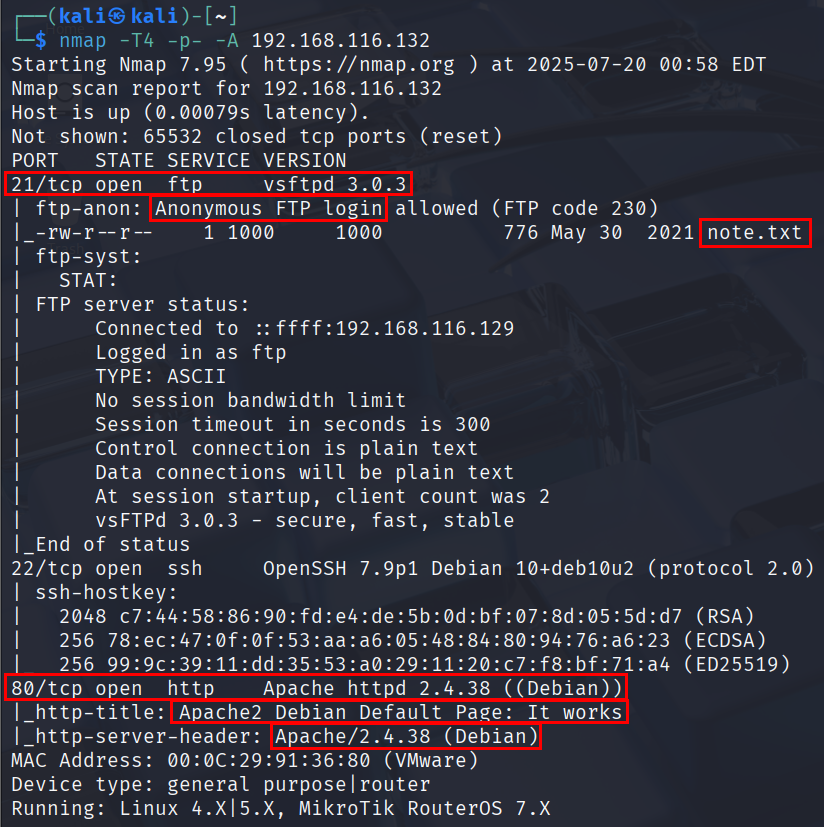 ┌──(kali㉿kali)-[~]
└─$ nmap -T4 -p- -A 192.168.116.132
Starting Nmap 7.95 ( https://nmap.org ) at 2025-07-20 00:58 EDT
Nmap scan report for 192.168.116.132
Host is up (0.00079s latency).
Not shown: 65532 closed tcp ports (reset)
PORT   STATE SERVICE VERSION
21/tcp open  ftp     vsftpd 3.0.3
| ftp-anon: Anonymous FTP login allowed (FTP code 230)
|_-rw-r--r--    1 1000     1000          776 May 30  2021 note.txt
| ftp-syst:
|   STAT:
| FTP server status:
|      Connected to ::ffff:192.168.116.129
|      Logged in as ftp
|      TYPE: ASCII
|      No session bandwidth limit
|      Session timeout in seconds is 300
|      Control connection is plain text
|      Data connections will be plain text
|      At session startup, client count was 2
|      vsFTPd 3.0.3 - secure, fast, stable
|_End of status
22/tcp open  ssh     OpenSSH 7.9p1 Debian 10+deb10u2 (protocol 2.0)
| ssh-hostkey:
|   2048 c7:44:58:86:90:fd:e4:de:5b:0d:bf:07:8d:05:5d:d7 (RSA)
|   256 78:ec:47:0f:0f:53:aa:a6:05:48:84:80:94:76:a6:23 (ECDSA)
|_  256 99:9c:39:11:dd:35:53:a0:29:11:20:c7:f8:bf:71:a4 (ED25519)
80/tcp open  http    Apache httpd 2.4.38 ((Debian))
|_http-title: Apache2 Debian Default Page: It works
|_http-server-header: Apache/2.4.38 (Debian)
MAC Address: 00:0C:29:91:36:80 (VMware)
Device type: general purpose|router
Running: Linux 4.X|5.X, MikroTik RouterOS 7.X